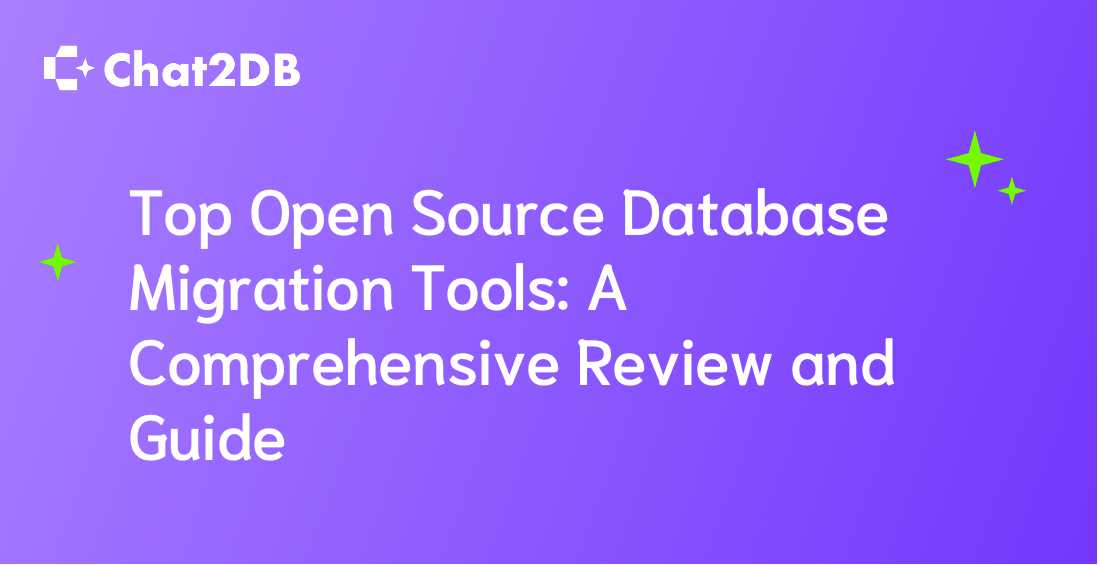 Chat2DB
Top Open Source Database
Migration Tools: A
Comprehensive Review and
Guide